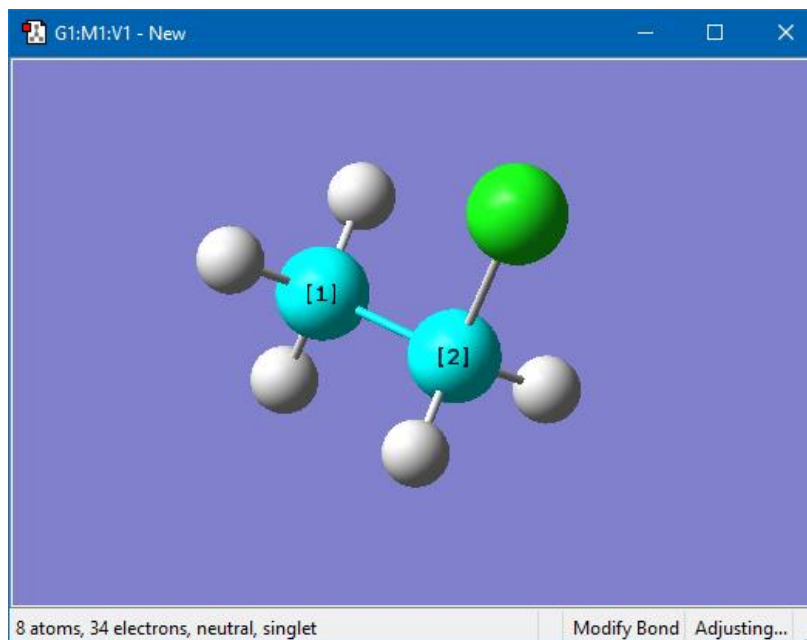 G1:M1:V1 - New
[1]
[2]
8 atoms, 34 electrons, neutral, singlet
Modify Bond
Adjusting...